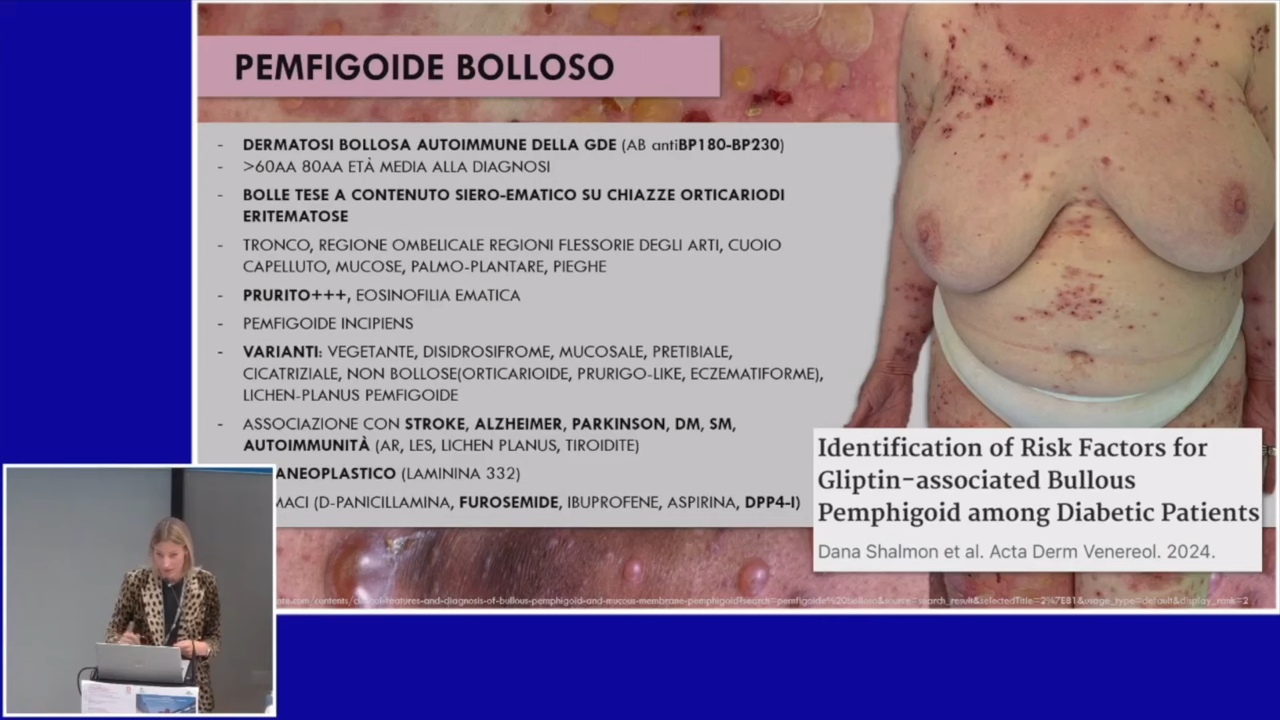 PEMFIGOIDE BOLLOSO
- DERMATOSI BOLLOSA AUTOIMMUNE DELLA GDE (AB antiBP180-BP230)
- >60AA 80AA ETÀ MEDIA ALLA DIAGNOSI
- BOLLE TESE A CONTENUTO SIERO-EMATICO SU CHIAZZE ORTICARIODI
ERITEMATOSE
- TRONCO, REGIONE OMBELICALE REGIONI FLESSORIE DEGLI ARTI, CUOIO
CAPELLUTO, MUCOSE, PALMO-PLANTARE, PIEGHE
- PRURITO+++, EOSINOFILIA EMATICA
- PEMFIGOIDE INCIPIENS
- VARIANTI: VEGETANTE, DISIDROSIFROME, MUCOSALE, PRETIBIALE,
CICATRIZIALE, NON BOLLOSE(ORTICARIOIDE, PRURIGO-LIKE, ECZEMATIFORME),
LICHEN-PLANUS PEMFIGOIDE
- ASSOCIAZIONE CON STROKE, ALZHEIMER, PARKINSON, DM, SM,
AUTOIMMUNITÀ (AR, LES, LICHEN PLANUS, TIROIDITE)
ANEOPLASTICO (LAMININA 332)
MACI (D-PANICILLAMINA, FUROSEMIDE, IBUPROFENE, ASPIRINA, DPP4-I)
Identification of Risk Factors for
Gliptin-associated Bullous
Pemphigoid among Diabetic Patients
Dana Shalmon et al. Acta Derm Venereol. 2024.